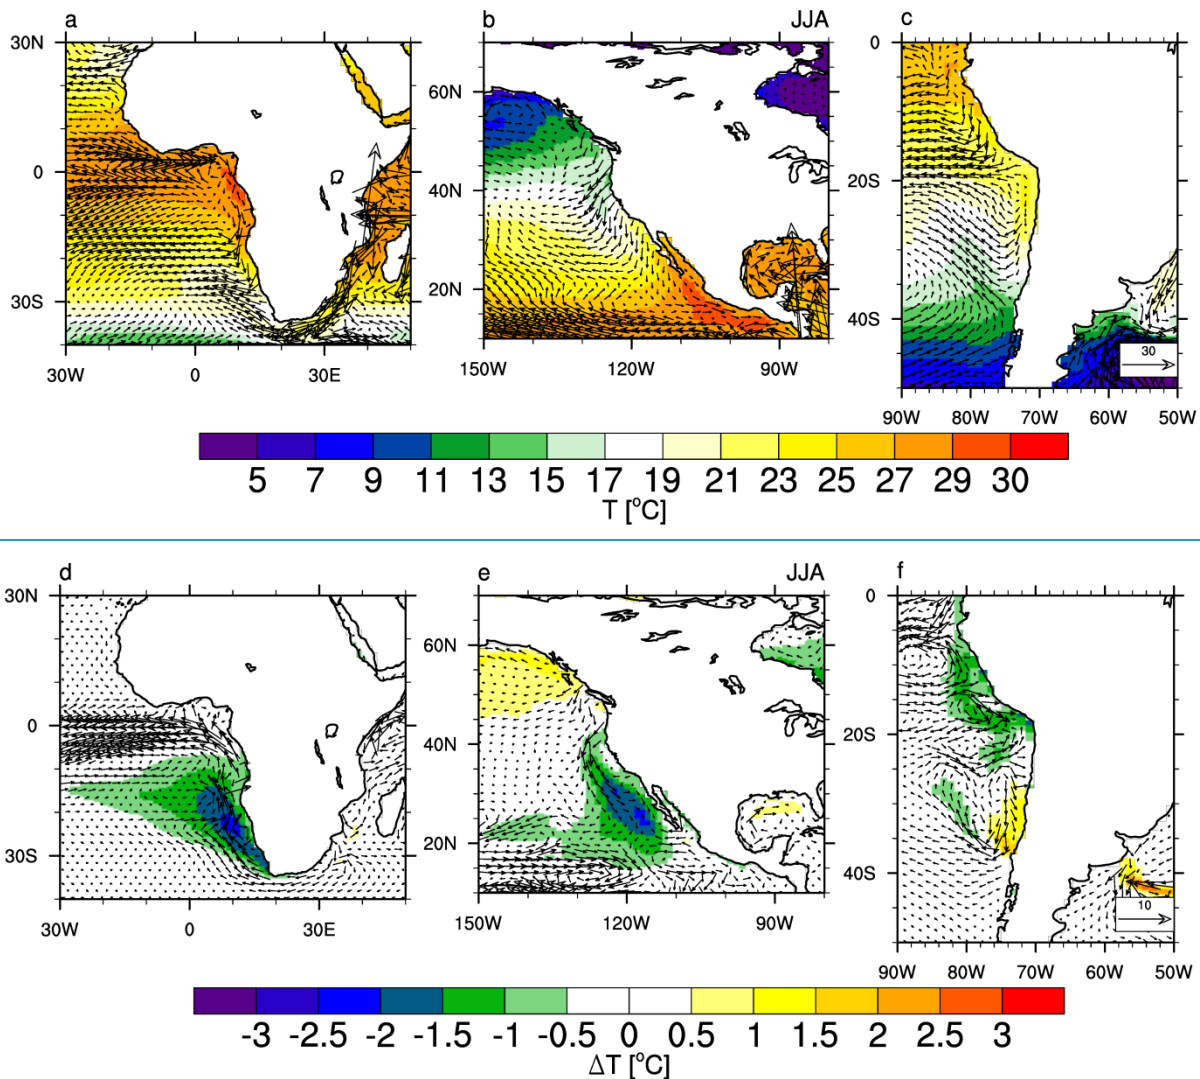 a
b
JJA
c
30N
0
30S
30W
0
30E
60N
40N
20N
150W
120W
90W
0
20S
40S
30
90W
80W
70W
60W
50W
5 7 9 11 13 15 17 19 21 23 25 27 29 30
T [°C]
d
e
JJA
f
30N
0
30S
30W
0
30E
60N
40N
20N
150W
120W
90W
0
20S
40S
10
90W
80W
70W
60W
50W
-3 -2.5 -2 -1.5 -1 -0.5 0 0.5 1 1.5 2 2.5 3
ΔT [°C]